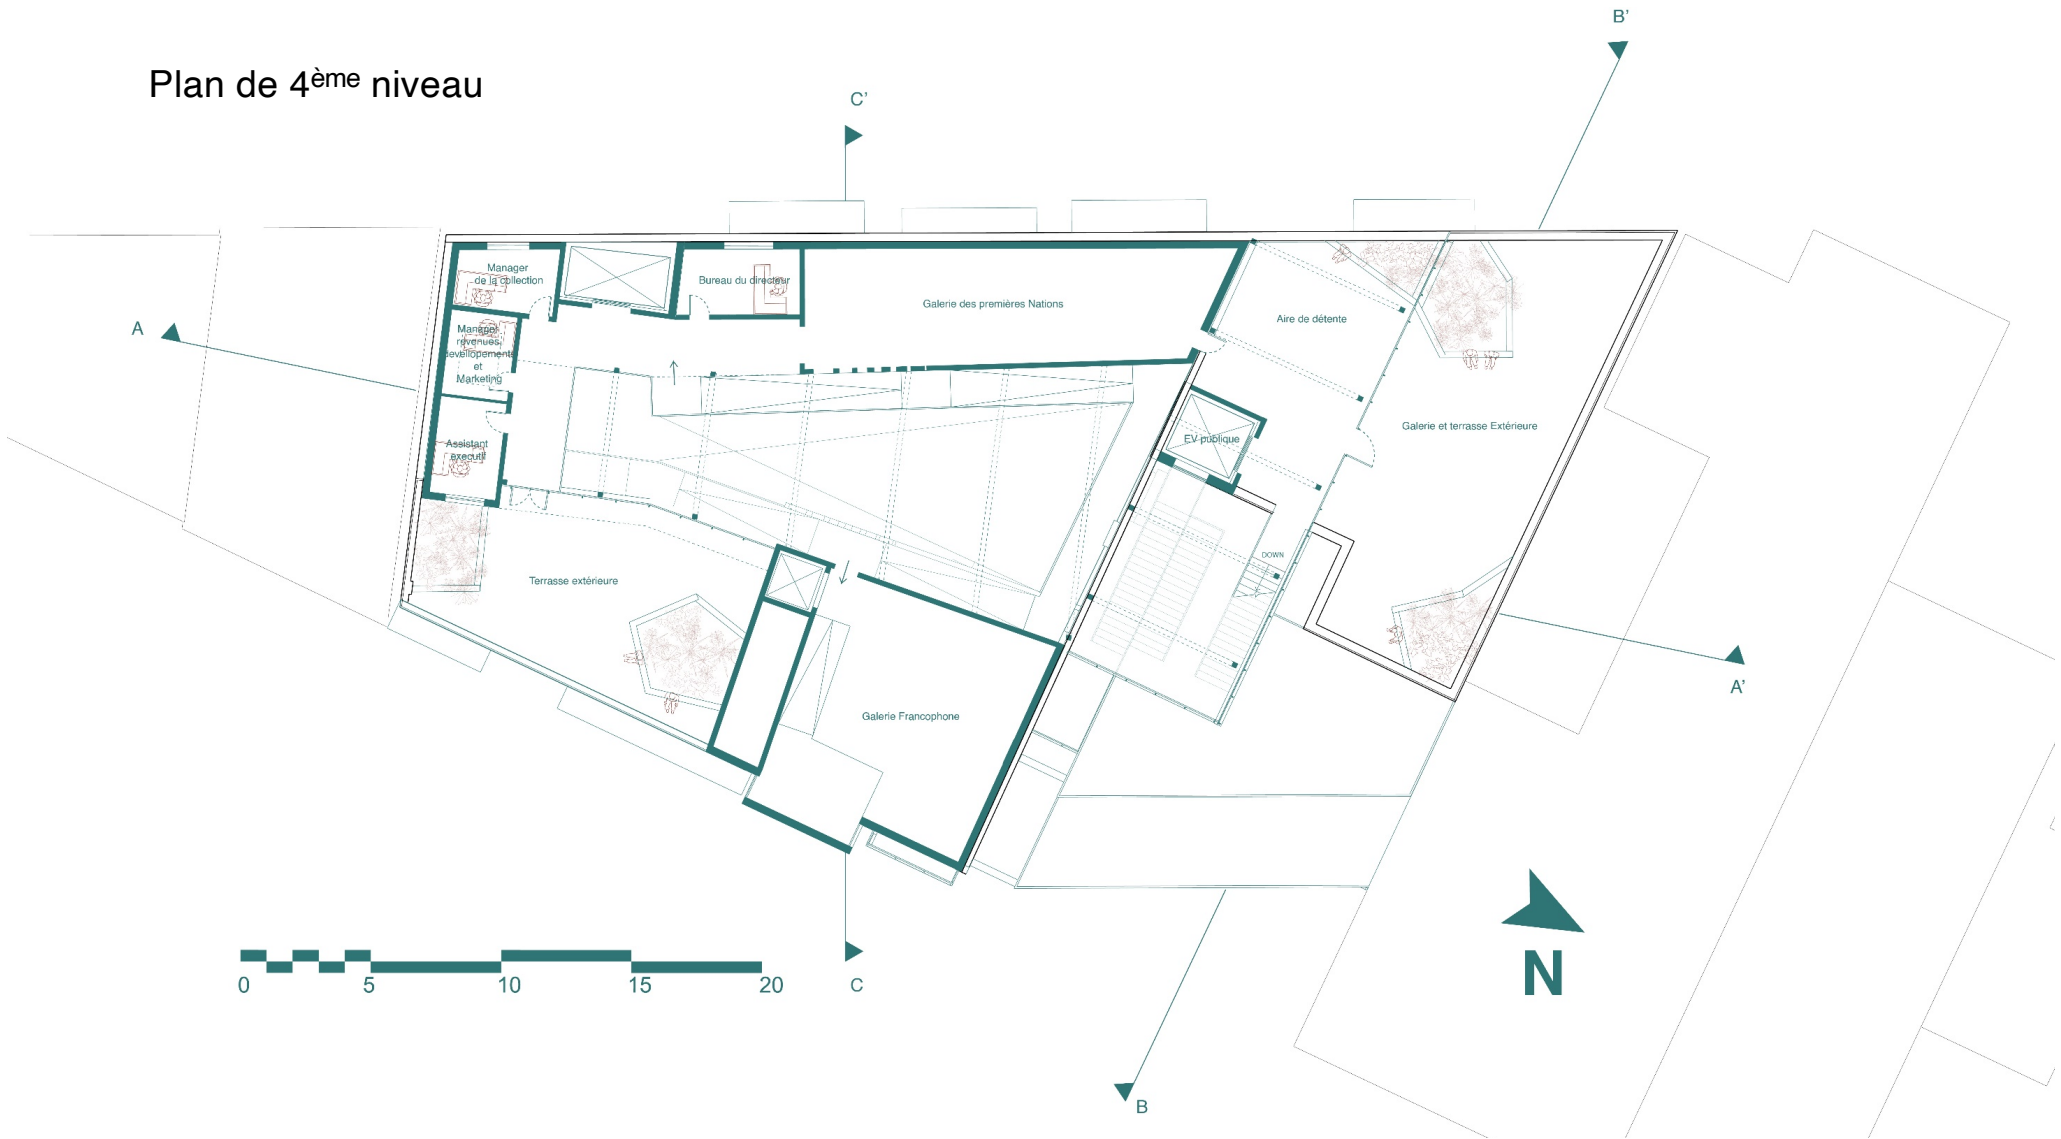 B’
Plan de 4ème niveau
C’
Manager
de la collection
Bureau du directeur
Galerie des premières Nations
Aire de détente
A
Manager
revenues,
developements
et
Marketing
Galerie et terrasse Extérieure
EV publique
Assistant
executif
DOWN
Terrasse extérieure
A’
Galerie Francophone
N
0 5 10 15 20
C
B